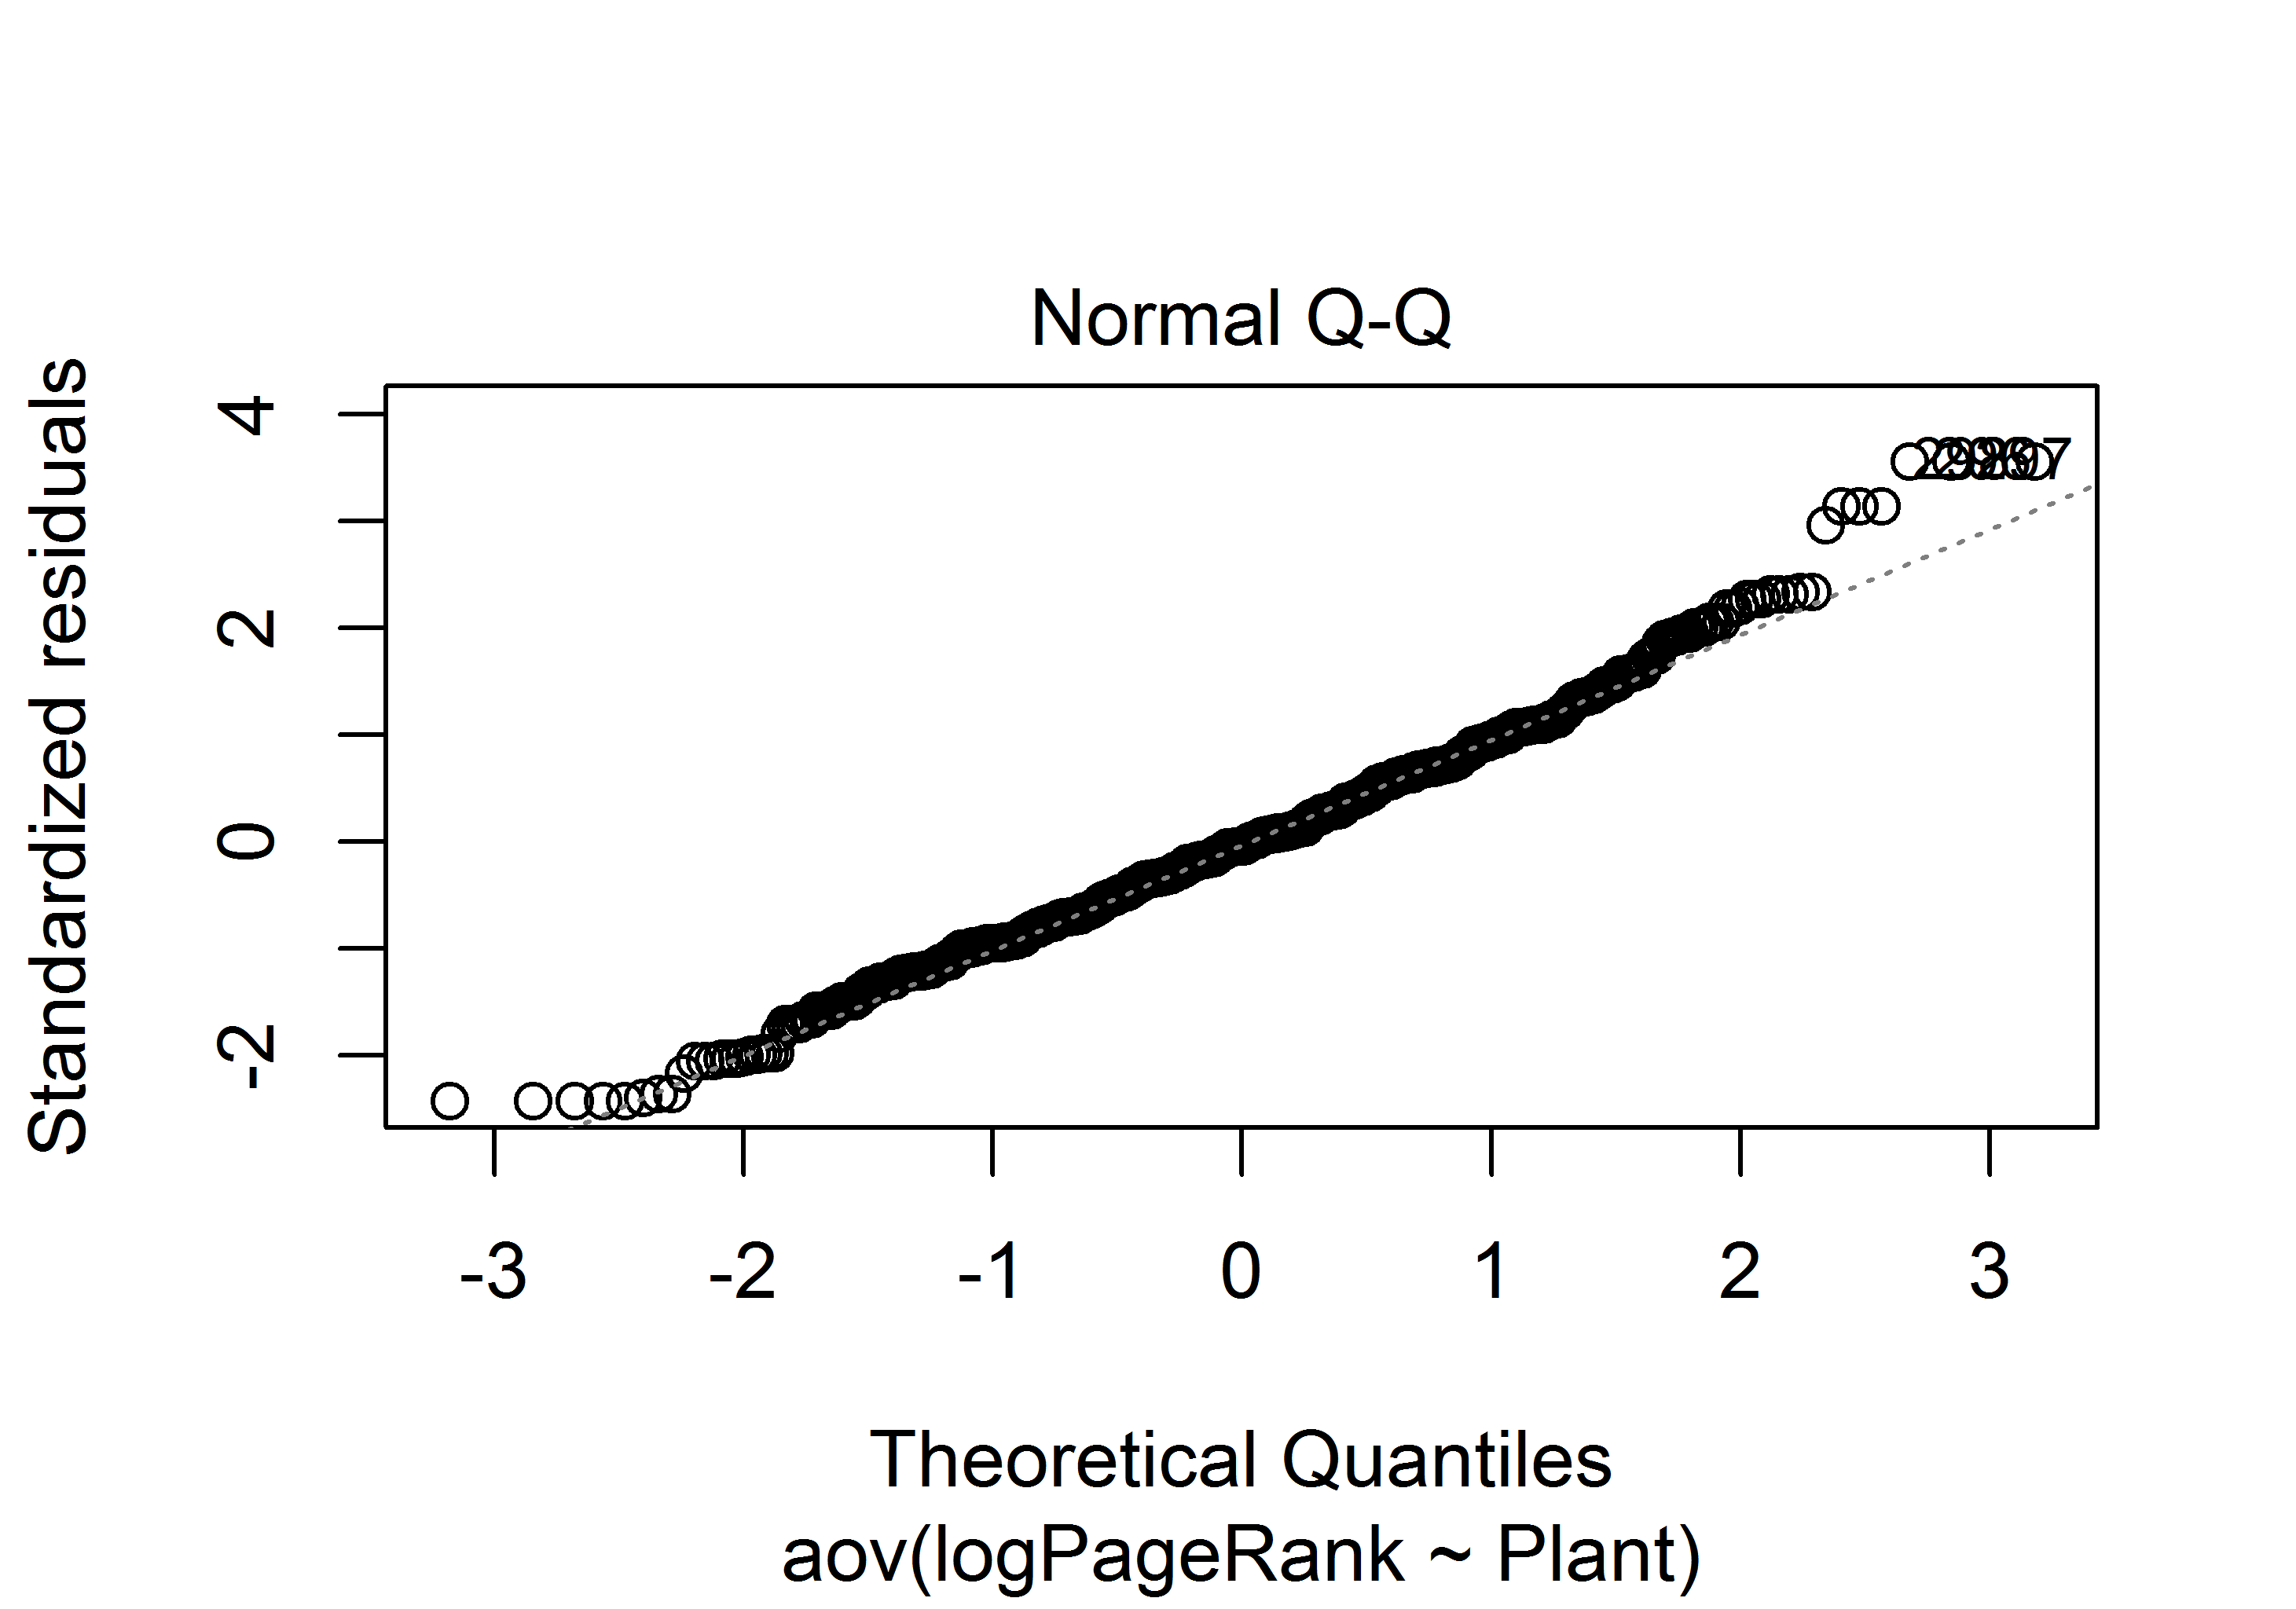 Normal Q-Q
Standardized residuals
4
2
0
-2
-3 -2 -1 0 1 2 3
Theoretical Quantiles
aov(logPageRank ~ Plant)